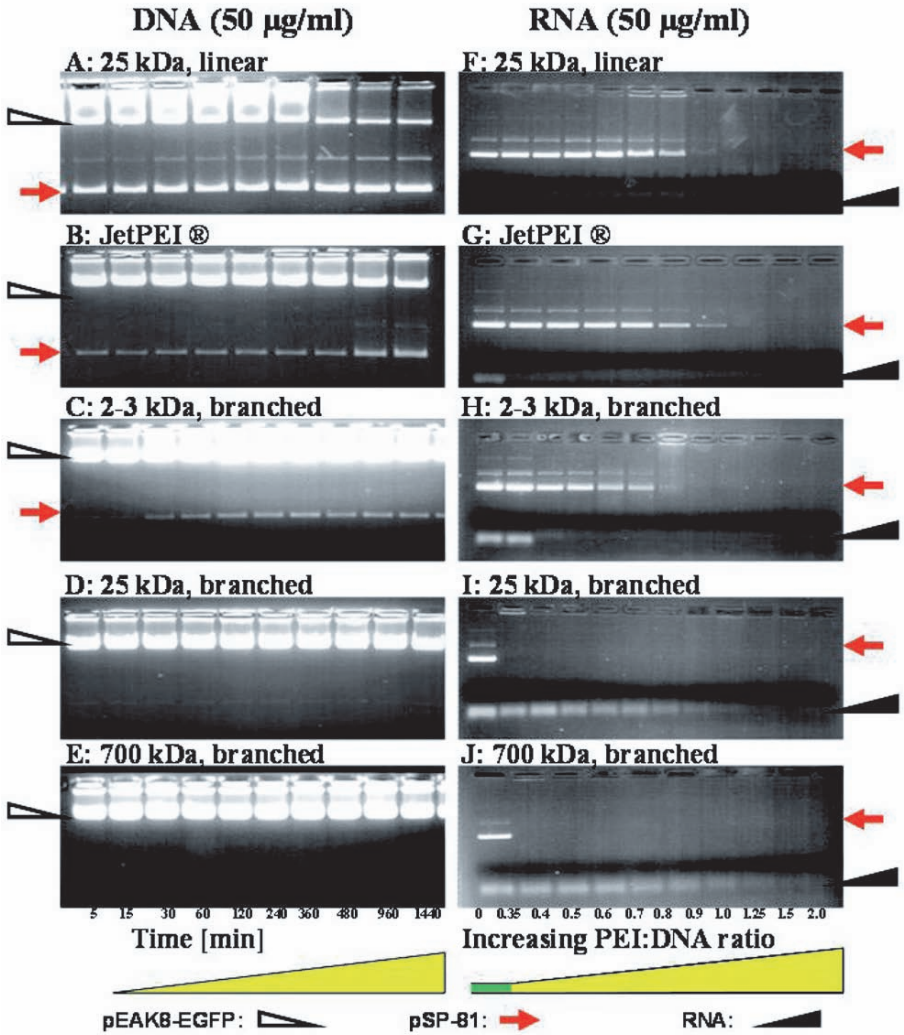 DNA (50 µg/ml) RNA (50 µg/ml)
A: 25 kDa, linear F: 25 kDa, linear
B: JetPEI ® G: JetPEI ®
C: 2-3 kDa, branched H: 2-3 kDa, branched
D: 25 kDa, branched I: 25 kDa, branched
E: 700 kDa, branched J: 700 kDa, branched
5 15 30 60 120 240 360 480 960 1440 0 0.35 0.4 0.5 0.6 0.7 0.8 0.9 1.0 1.25 1.5 2.0
Time [min] Increasing PEI:DNA ratio
pEAK8-EGFP: pSP-81: RNA: